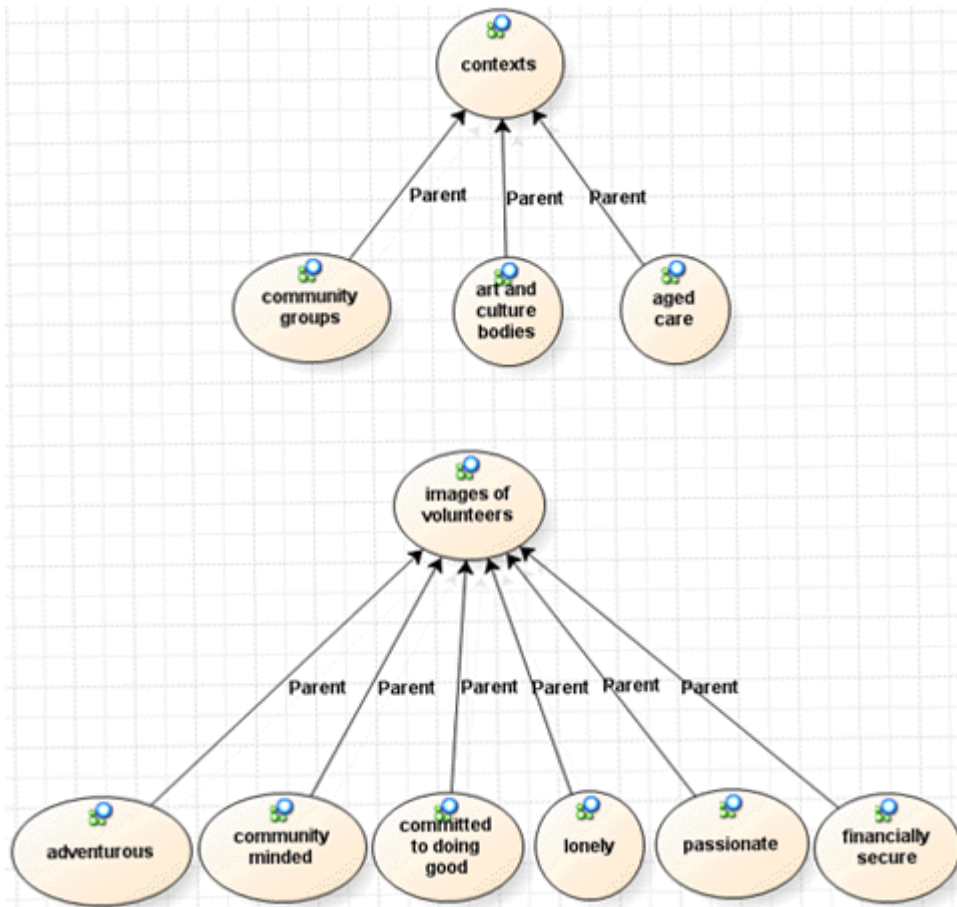 contexts
Parent
Parent
Parent
community
groups
art and
culture
bodies
aged
care
images of
volunteers
Parent
Parent
Parent
Parent
Parent
Parent
adventurous
community
minded
committed
to doing
good
lonely
passionate
financially
secure